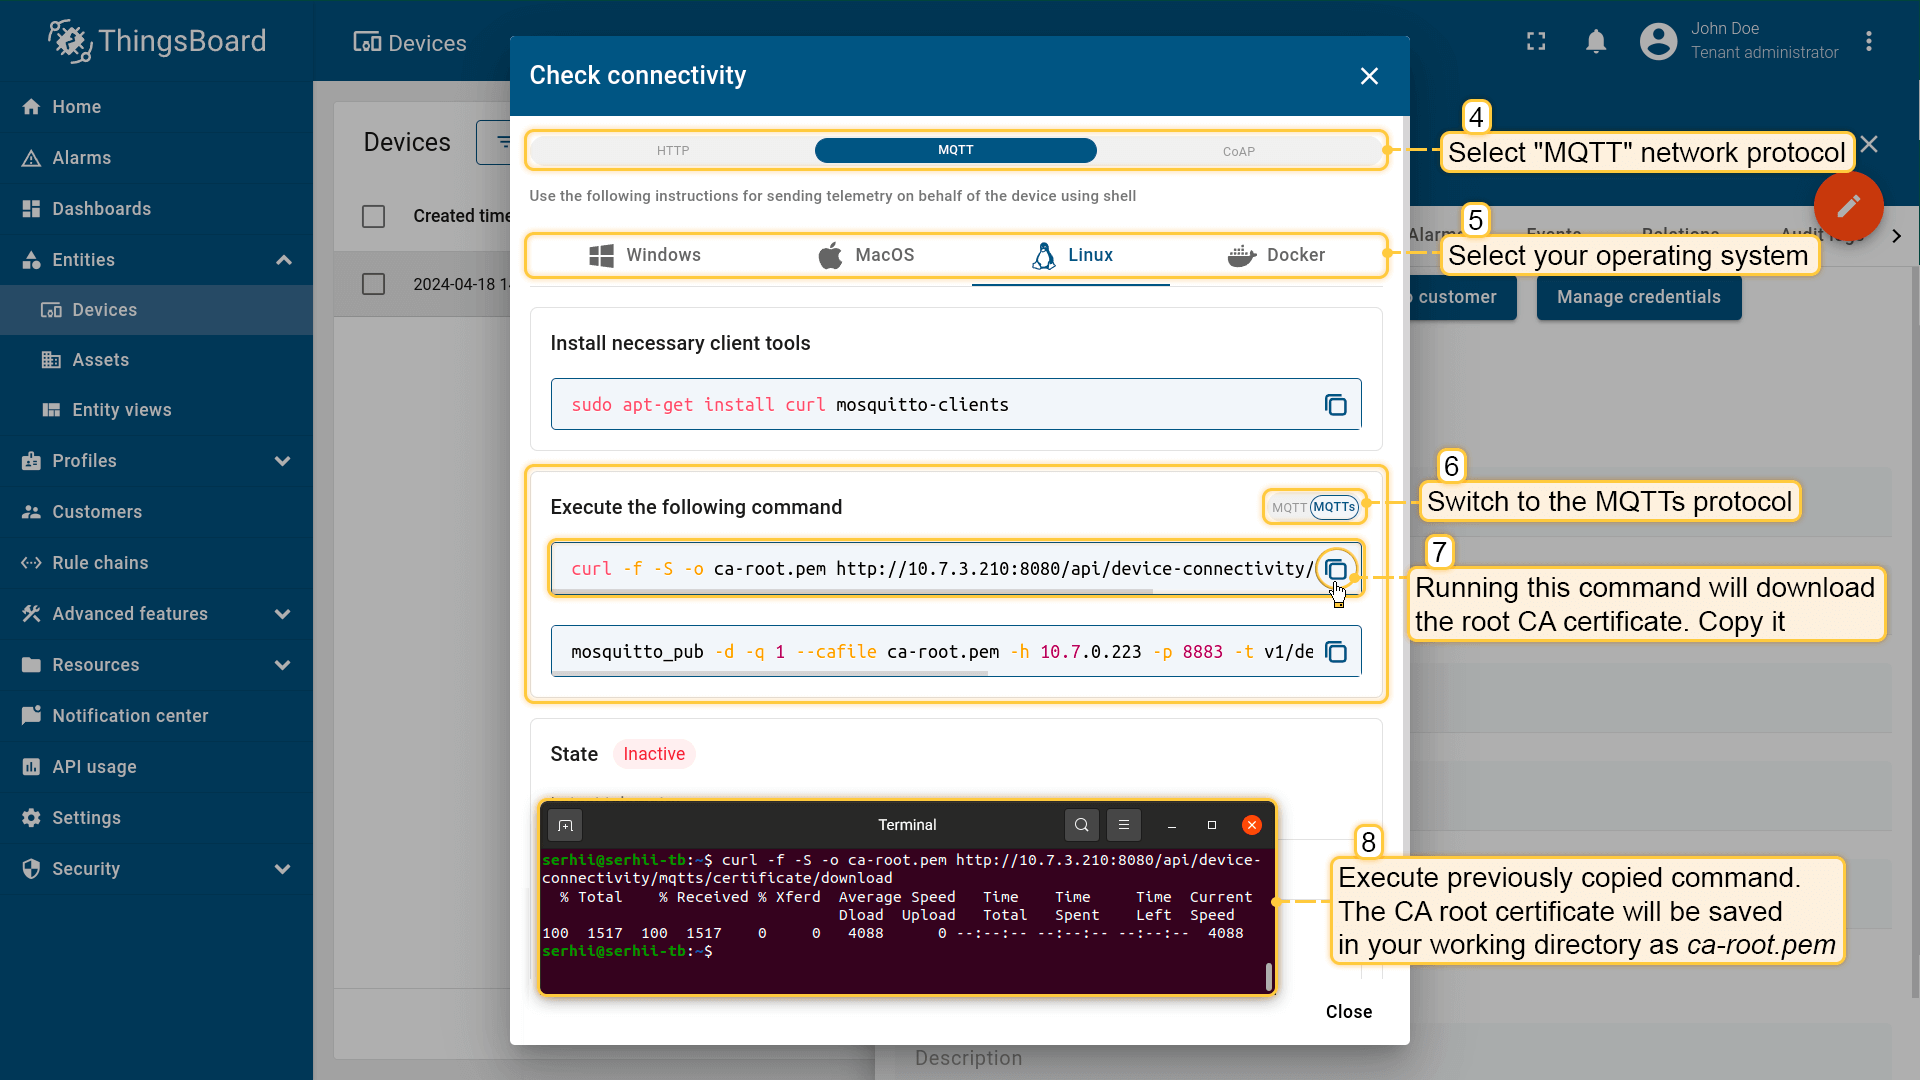 ThingsBoard
Devices
John Doe
Tenant administrator
Home
Alarms
Dashboards
Entities
Devices
Assets
Entity views
Profiles
Customers
Rule chains
Advanced features
Resources
Notification center
API usage
Settings
Security
Devices
Created time
2024-04-18 1
Check connectivity
HTTP
MQTT
CoAP
Use the following instructions for sending telemetry on behalf of the device using shell
Windows
MacOS
Linux
Docker
Install necessary client tools
sudo apt-get install curl mosquitto-clients
Execute the following command
MQTT
MQTTs
curl -f -S -o ca-root.pem http://10.7.3.210:8080/api/device-connectivity/
mosquitto_pub -d -q 1 --cafile ca-root.pem -h 10.7.0.223 -p 8883 -t v1/de
State
Inactive
Terminal
serhii@serhii-tb:~$ curl -f -S -o ca-root.pem http://10.7.3.210:8080/api/device-
connectivity/mqtts/certificate/download
% Total % Received % Xferd Average Speed Time Time Time Current
Dload Upload Total Spent Left Speed
100 1517 100 1517 0 0 4088 0 --:--:-- --:--:-- --:--:-- 4088
serhii@serhii-tb:~$
Close
4
Select "MQTT" network protocol
5
Select your operating system
Alarm
Events
Relations
Audit logs
customer
Manage credentials
6
Switch to the MQTTs protocol
7
Running this command will download
the root CA certificate. Copy it
8
Execute previously copied command.
The CA root certificate will be saved
in your working directory as ca-root.pem
Description